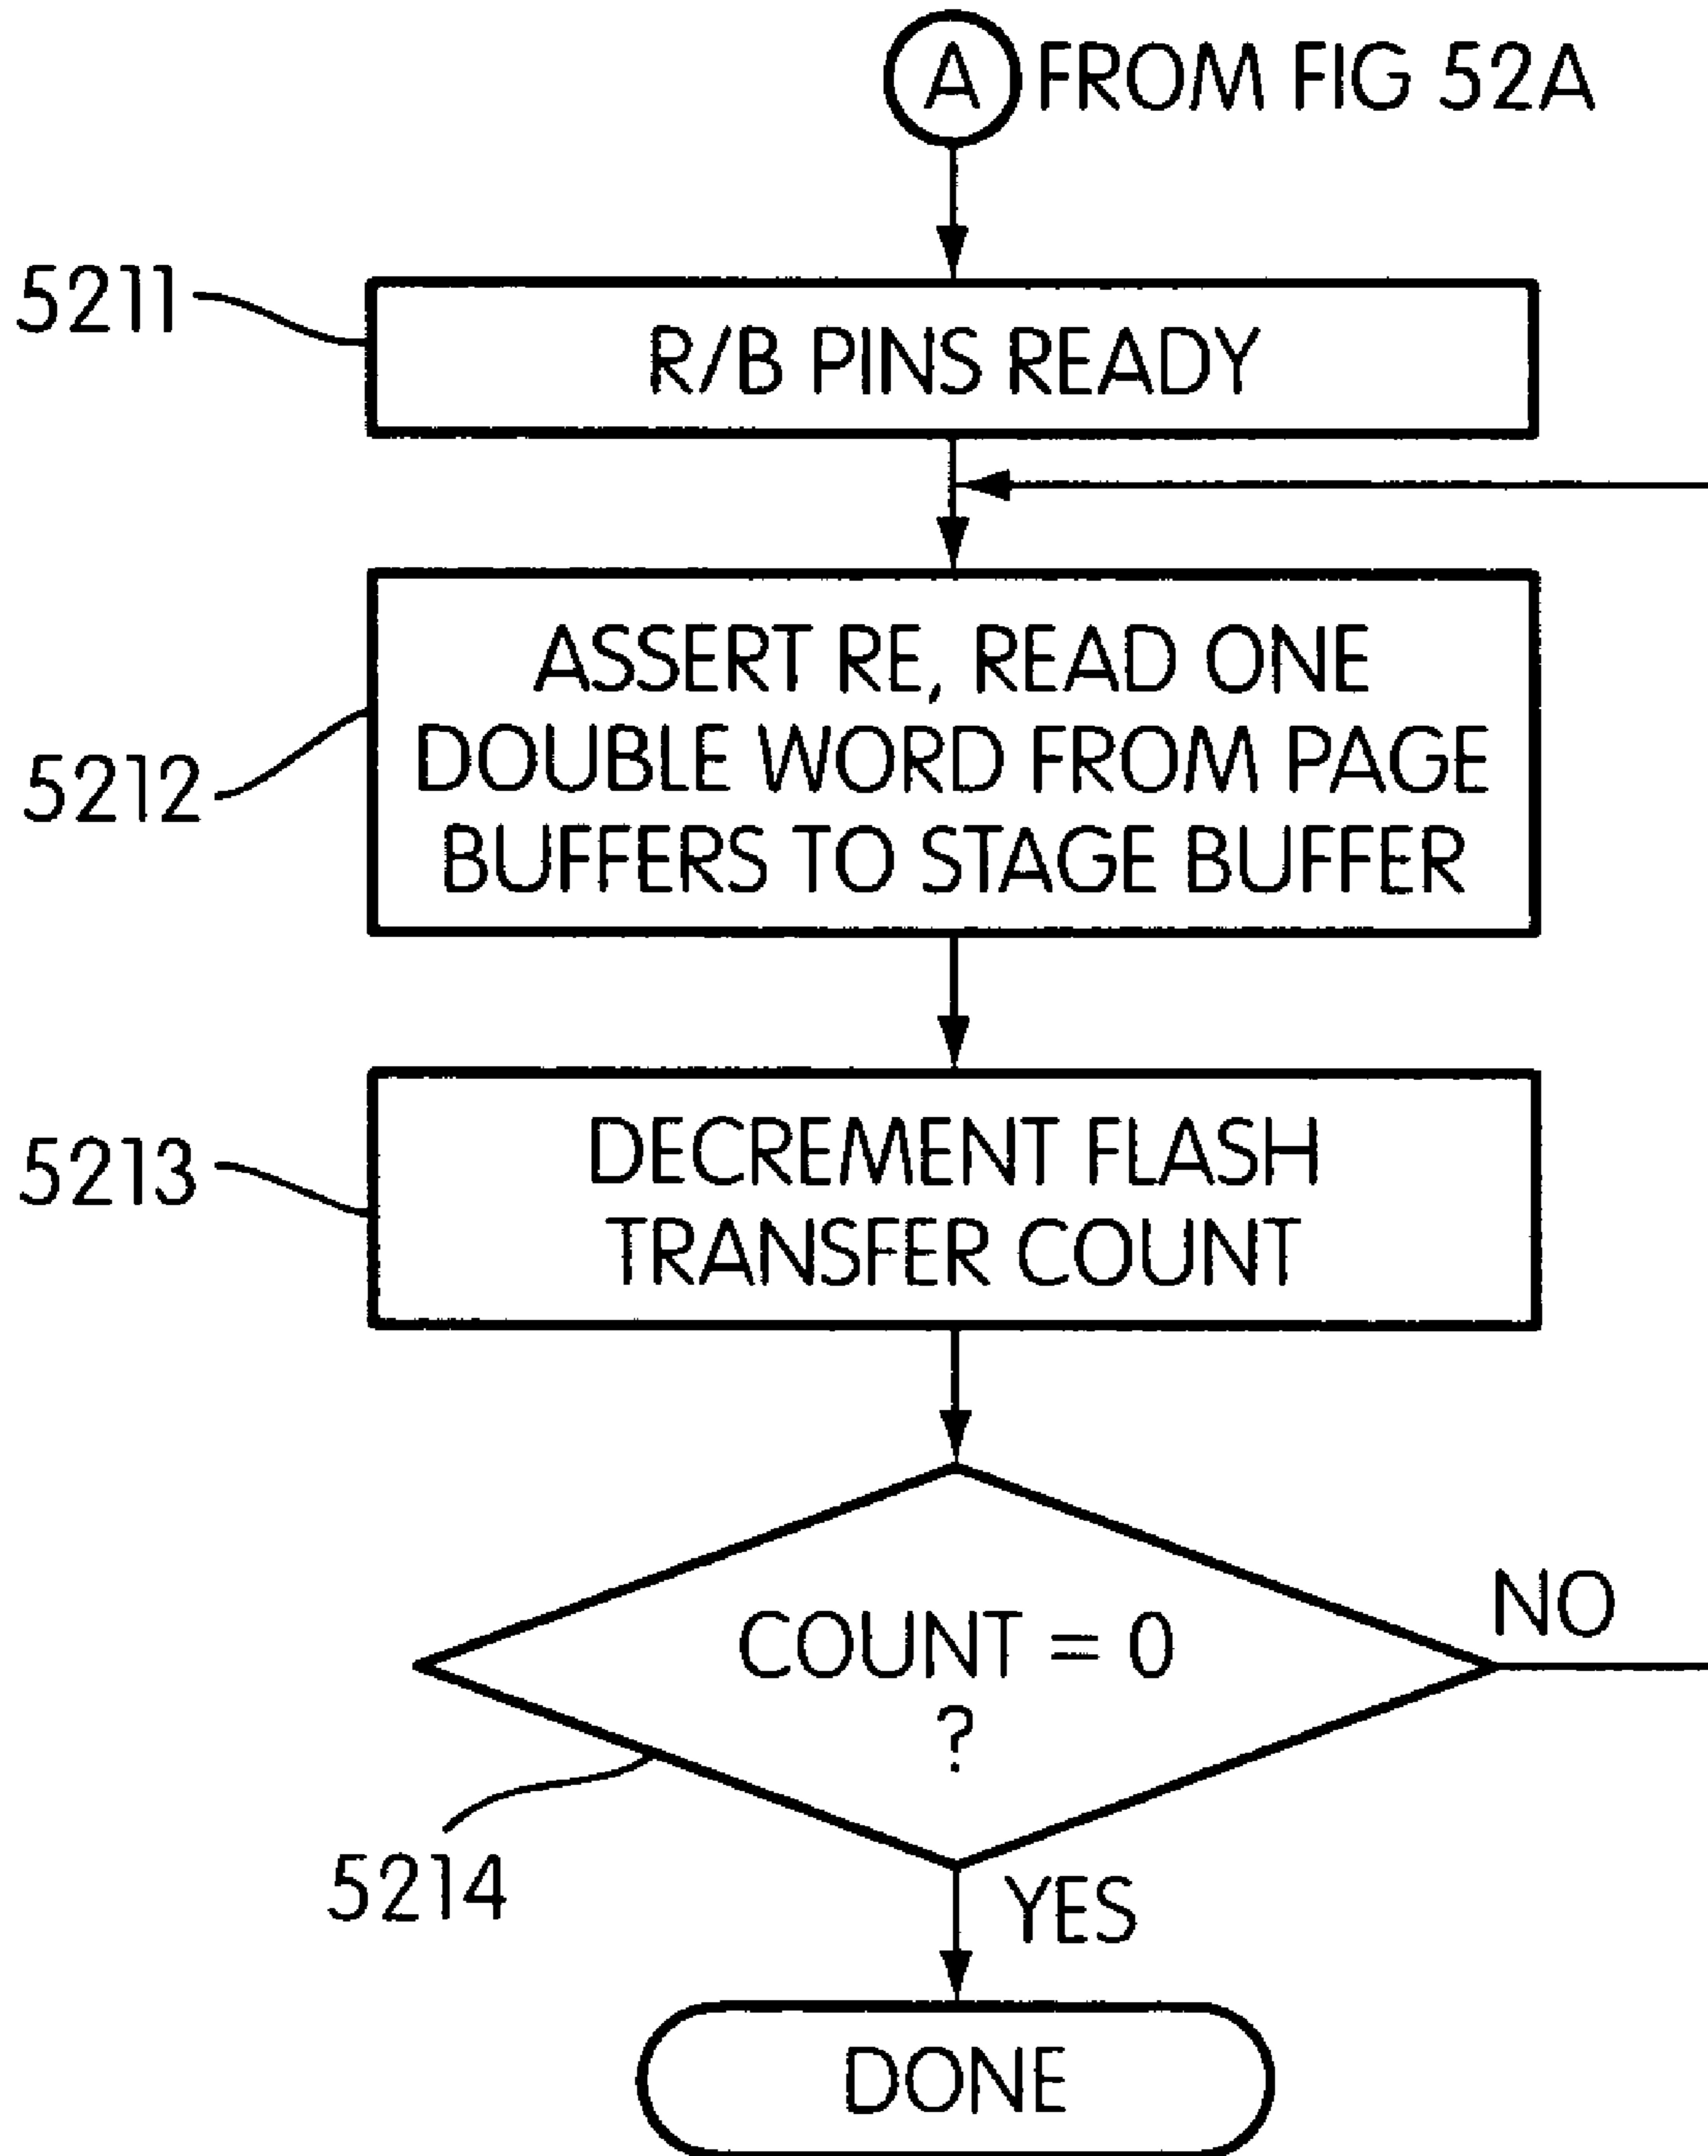 A FROM FIG 52A
5211
R/B PINS READY
ASSERT RE, READ ONE
DOUBLE WORD FROM PAGE
BUFFERS TO STAGE BUFFER
5212
DECREMENT FLASH
TRANSFER COUNT
5213
COUNT = 0
?
NO
5214
YES
DONE